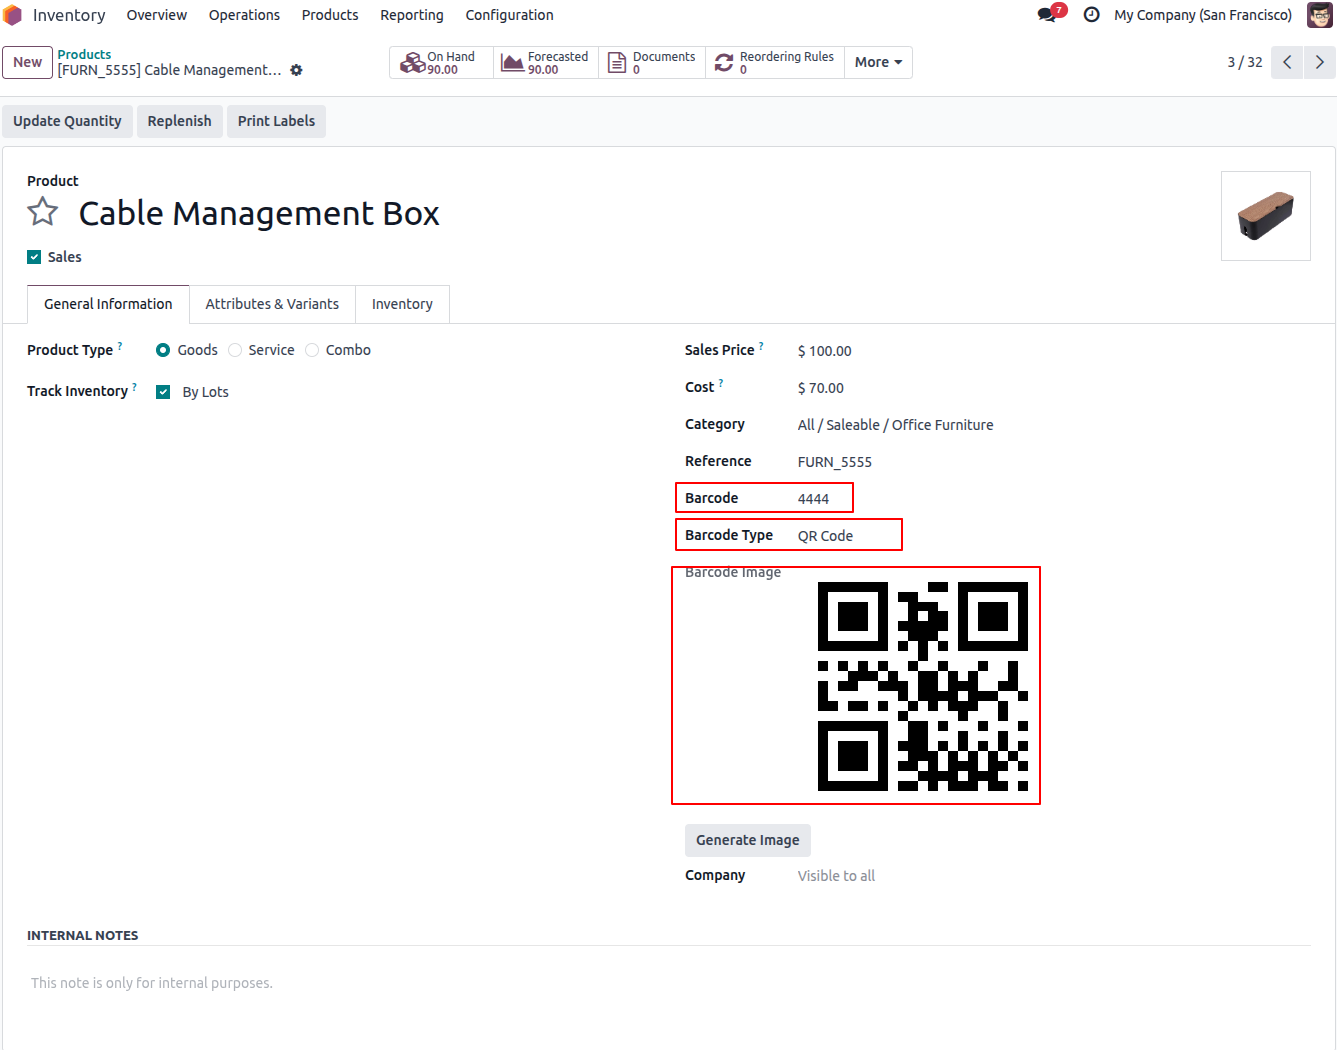 Inventory Overview Operations Products Reporting Configuration 7 My Company (San Francisco)
New Products On Hand Forecasted Documents Reordering Rules More 3 / 32
[FURN_5555] Cable Management... 90.00 90.00 0 0
Update Quantity Replenish Print Labels
Product
Cable Management Box
Sales
General Information Attributes & Variants Inventory
Product Type ? Goods Service Combo Sales Price ? $ 100.00
Track Inventory ? By Lots Cost ? $ 70.00
Category All / Saleable / Office Furniture
Reference FURN_5555
Barcode 4444
Barcode Type QR Code
Barcode Image
Generate Image
Company Visible to all
INTERNAL NOTES
This note is only for internal purposes.